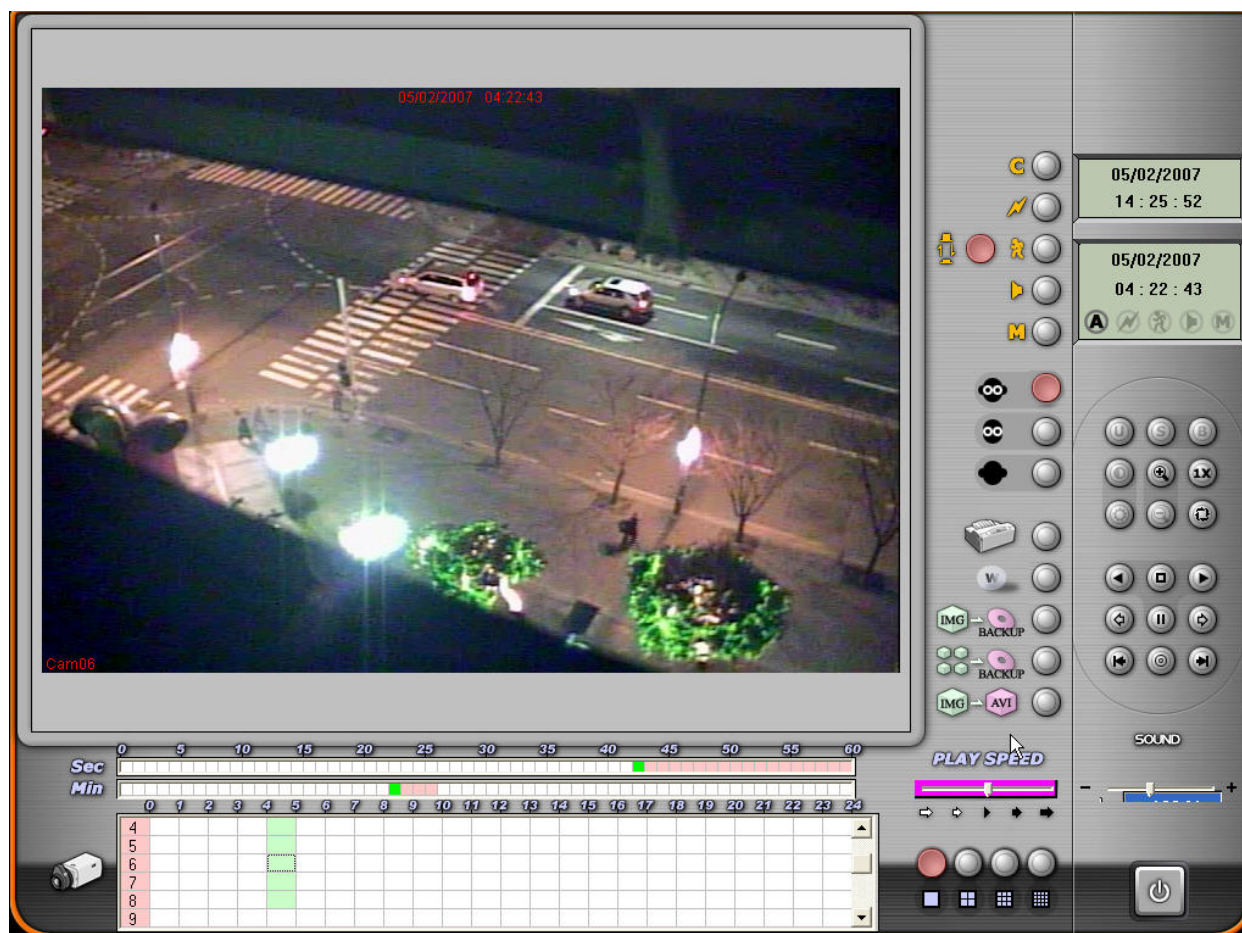 05/02/2007 04:22:43
Cam06
C
M
05/02/2007
14 : 25 : 52
05/02/2007
04 : 22 : 43
A M
U S B
1X
W
IMG BACKUP
BACKUP
IMG AVI
SOUND
PLAY SPEED
- +
0 5 10 15 20 25 30 35 40 45 50 55 60
Sec
Min
0 1 2 3 4 5 6 7 8 9 10 11 12 13 14 15 16 17 18 19 20 21 22 23 24
4
5
6
7
8
9